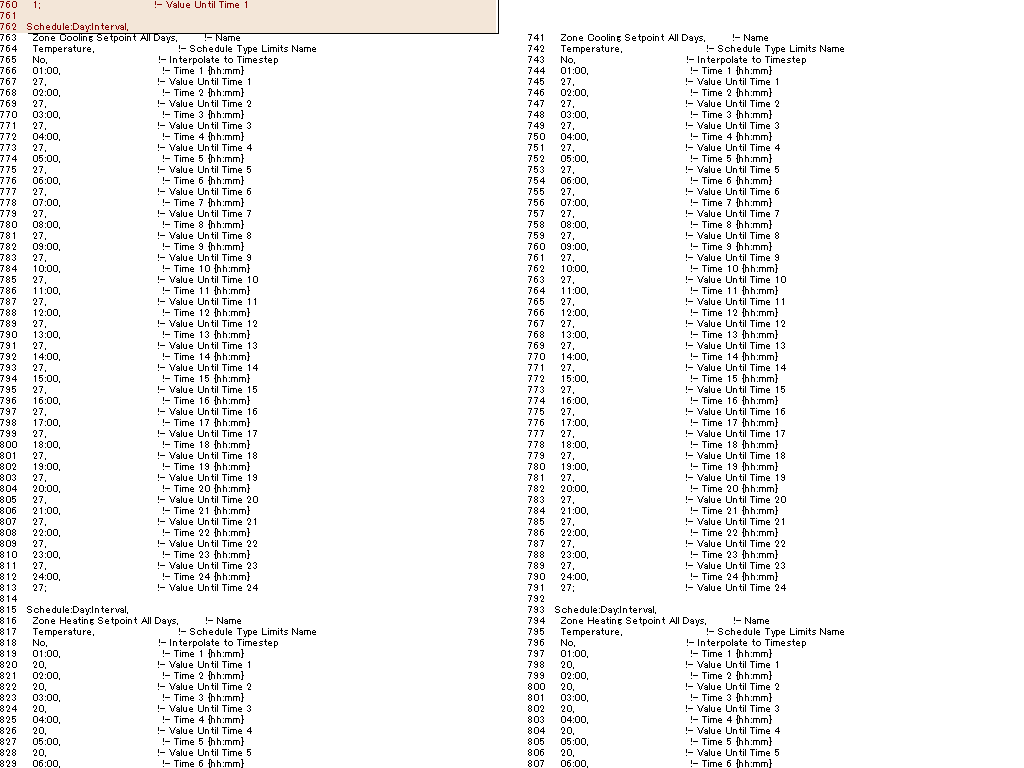 760 1; !- Value Until Time 1
761
762 Schedule:Day:Interval,
763 Zone Cooling Setpoint All Days, !- Name
764 Temperature, !- Schedule Type Limits Name
765 No, !- Interpolate to Timestep
766 01:00, !- Time 1 {hh:mm}
767 27, !- Value Until Time 1
768 02:00, !- Time 2 {hh:mm}
769 27, !- Value Until Time 2
770 03:00, !- Time 3 {hh:mm}
771 27, !- Value Until Time 3
772 04:00, !- Time 4 {hh:mm}
773 27, !- Value Until Time 4
774 05:00, !- Time 5 {hh:mm}
775 27, !- Value Until Time 5
776 06:00, !- Time 6 {hh:mm}
777 27, !- Value Until Time 6
778 07:00, !- Time 7 {hh:mm}
779 27, !- Value Until Time 7
780 08:00, !- Time 8 {hh:mm}
781 27, !- Value Until Time 8
782 09:00, !- Time 9 {hh:mm}
783 27, !- Value Until Time 9
784 10:00, !- Time 10 {hh:mm}
785 27, !- Value Until Time 10
786 11:00, !- Time 11 {hh:mm}
787 27, !- Value Until Time 11
788 12:00, !- Time 12 {hh:mm}
789 27, !- Value Until Time 12
790 13:00, !- Time 13 {hh:mm}
791 27, !- Value Until Time 13
792 14:00, !- Time 14 {hh:mm}
793 27, !- Value Until Time 14
794 15:00, !- Time 15 {hh:mm}
795 27, !- Value Until Time 15
796 16:00, !- Time 16 {hh:mm}
797 27, !- Value Until Time 16
798 17:00, !- Time 17 {hh:mm}
799 27, !- Value Until Time 17
800 18:00, !- Time 18 {hh:mm}
801 27, !- Value Until Time 18
802 19:00, !- Time 19 {hh:mm}
803 27, !- Value Until Time 19
804 20:00, !- Time 20 {hh:mm}
805 27, !- Value Until Time 20
806 21:00, !- Time 21 {hh:mm}
807 27, !- Value Until Time 21
808 22:00, !- Time 22 {hh:mm}
809 27, !- Value Until Time 22
810 23:00, !- Time 23 {hh:mm}
811 27, !- Value Until Time 23
812 24:00, !- Time 24 {hh:mm}
813 27; !- Value Until Time 24
814
815 Schedule:Day:Interval,
816 Zone Heating Setpoint All Days, !- Name
817 Temperature, !- Schedule Type Limits Name
818 No, !- Interpolate to Timestep
819 01:00, !- Time 1 {hh:mm}
820 20, !- Value Until Time 1
821 02:00, !- Time 2 {hh:mm}
822 20, !- Value Until Time 2
823 03:00, !- Time 3 {hh:mm}
824 20, !- Value Until Time 3
825 04:00, !- Time 4 {hh:mm}
826 20, !- Value Until Time 4
827 05:00, !- Time 5 {hh:mm}
828 20, !- Value Until Time 5
829 06:00, !- Time 6 {hh:mm}
741 Zone Cooling Setpoint All Days, !- Name
742 Temperature, !- Schedule Type Limits Name
743 No, !- Interpolate to Timestep
744 01:00, !- Time 1 {hh:mm}
745 27, !- Value Until Time 1
746 02:00, !- Time 2 {hh:mm}
747 27, !- Value Until Time 2
748 03:00, !- Time 3 {hh:mm}
749 27, !- Value Until Time 3
750 04:00, !- Time 4 {hh:mm}
751 27, !- Value Until Time 4
752 05:00, !- Time 5 {hh:mm}
753 27, !- Value Until Time 5
754 06:00, !- Time 6 {hh:mm}
755 27, !- Value Until Time 6
756 07:00, !- Time 7 {hh:mm}
757 27, !- Value Until Time 7
758 08:00, !- Time 8 {hh:mm}
759 27, !- Value Until Time 8
760 09:00, !- Time 9 {hh:mm}
761 27, !- Value Until Time 9
762 10:00, !- Time 10 {hh:mm}
763 27, !- Value Until Time 10
764 11:00, !- Time 11 {hh:mm}
765 27, !- Value Until Time 11
766 12:00, !- Time 12 {hh:mm}
767 27, !- Value Until Time 12
768 13:00, !- Time 13 {hh:mm}
769 27, !- Value Until Time 13
770 14:00, !- Time 14 {hh:mm}
771 27, !- Value Until Time 14
772 15:00, !- Time 15 {hh:mm}
773 27, !- Value Until Time 15
774 16:00, !- Time 16 {hh:mm}
775 27, !- Value Until Time 16
776 17:00, !- Time 17 {hh:mm}
777 27, !- Value Until Time 17
778 18:00, !- Time 18 {hh:mm}
779 27, !- Value Until Time 18
780 19:00, !- Time 19 {hh:mm}
781 27, !- Value Until Time 19
782 20:00, !- Time 20 {hh:mm}
783 27, !- Value Until Time 20
784 21:00, !- Time 21 {hh:mm}
785 27, !- Value Until Time 21
786 22:00, !- Time 22 {hh:mm}
787 27, !- Value Until Time 22
788 23:00, !- Time 23 {hh:mm}
789 27, !- Value Until Time 23
790 24:00, !- Time 24 {hh:mm}
791 27; !- Value Until Time 24
792
793 Schedule:Day:Interval,
794 Zone Heating Setpoint All Days, !- Name
795 Temperature, !- Schedule Type Limits Name
796 No, !- Interpolate to Timestep
797 01:00, !- Time 1 {hh:mm}
798 20, !- Value Until Time 1
799 02:00, !- Time 2 {hh:mm}
800 20, !- Value Until Time 2
801 03:00, !- Time 3 {hh:mm}
802 20, !- Value Until Time 3
803 04:00, !- Time 4 {hh:mm}
804 20, !- Value Until Time 4
805 05:00, !- Time 5 {hh:mm}
806 20, !- Value Until Time 5
807 06:00, !- Time 6 {hh:mm}